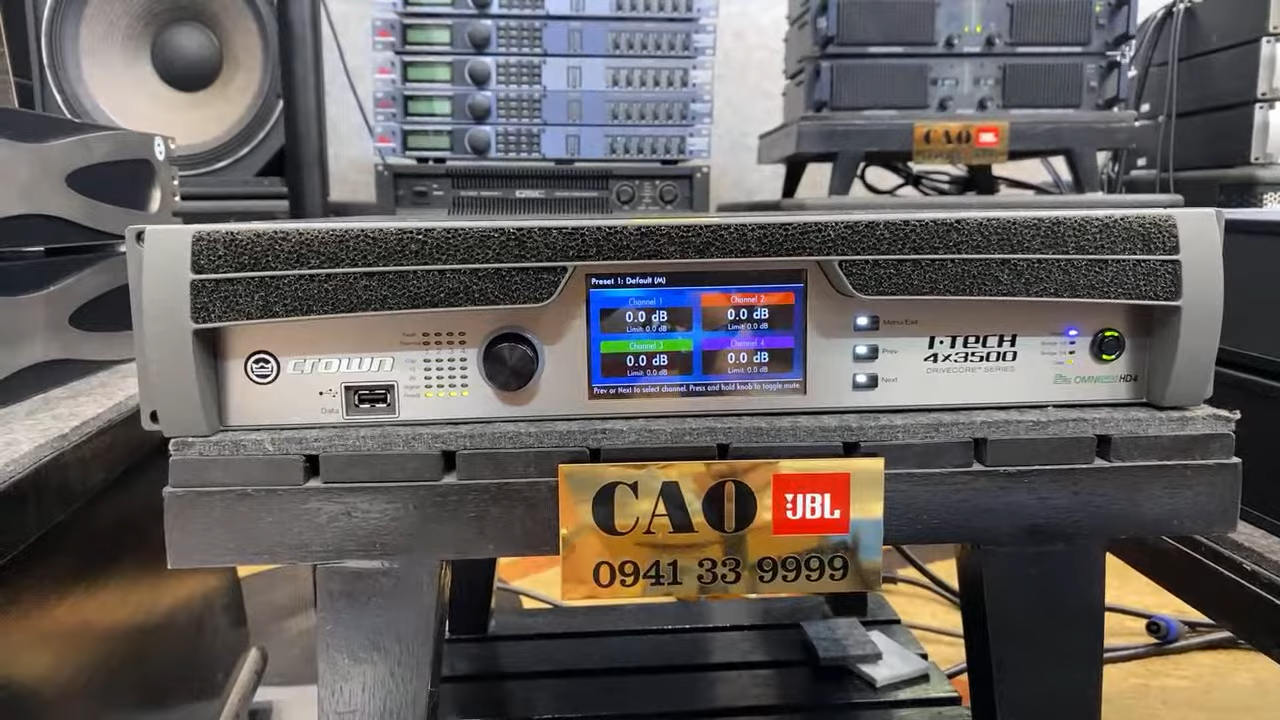 CAO JBL
Preset 1: Default (M)
Channel 1
0.0 dB
Limit: 0.0 dB
Channel 2
0.0 dB
Limit: 0.0 dB
Channel 3
0.0 dB
Limit: 0.0 dB
Channel 4
0.0 dB
Limit: 0.0 dB
Prev or Next to select channel. Press and hold knob to toggle mute.
crown
Data
Menu/Exit
Prev
Next
I-TECH
4x3500
DRIVECORE™ SERIES
OMNIDRIVEHD4
CAO JBL
0941 33 9999